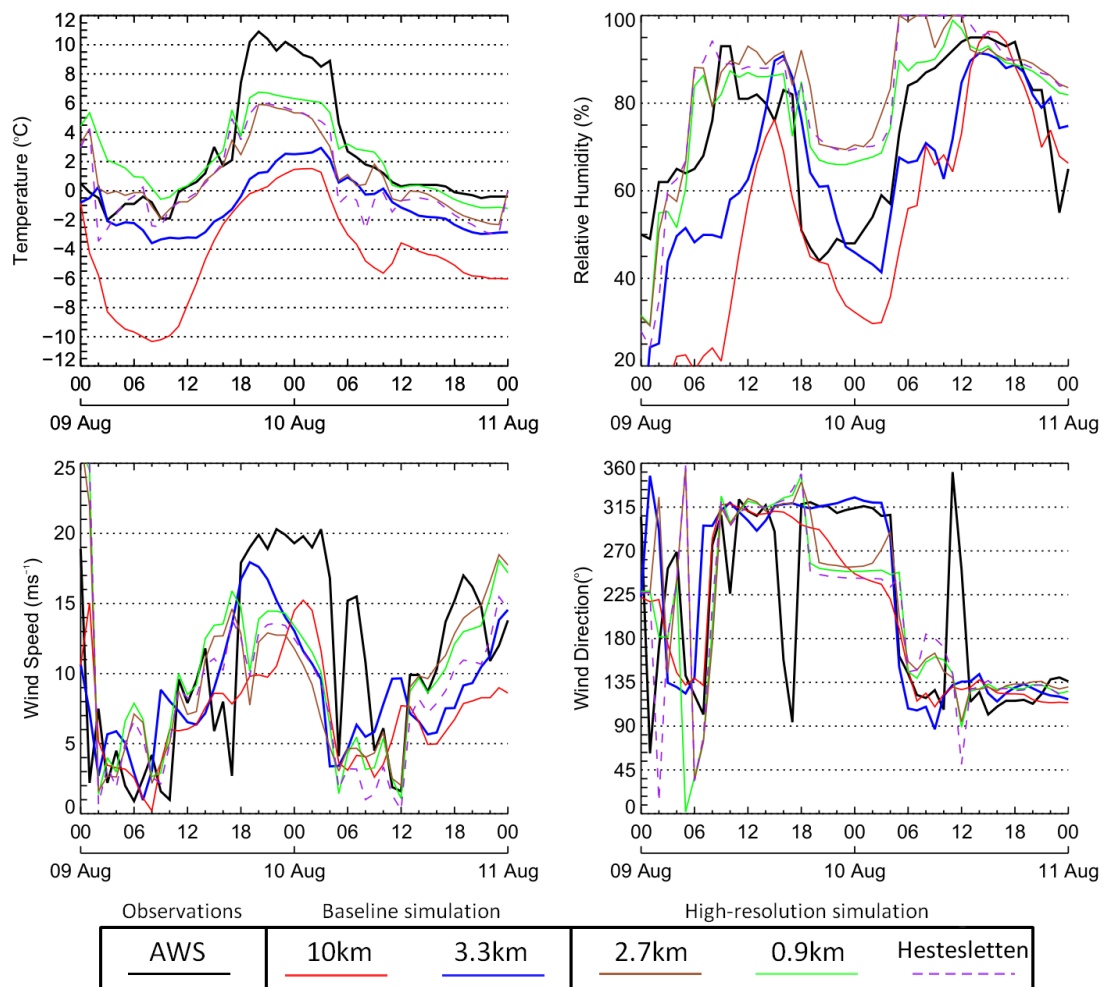 Temperature (°C)
12
10
8
6
4
2
0
−2
−4
−6
−8
−10
−12
00 06 12 18 00 06 12 18 00
09 Aug 10 Aug 11 Aug
Relative Humidity (%)
100
80
60
40
20
00 06 12 18 00 06 12 18 00
09 Aug 10 Aug 11 Aug
Wind Speed (ms⁻¹)
25
20
15
10
5
0
00 06 12 18 00 06 12 18 00
09 Aug 10 Aug 11 Aug
Wind Direction(°)
360
315
270
225
180
135
90
45
0
00 06 12 18 00 06 12 18 00
09 Aug 10 Aug 11 Aug
Observations Baseline simulation High-resolution simulation
AWS 10km 3.3km 2.7km 0.9km Hestesletten